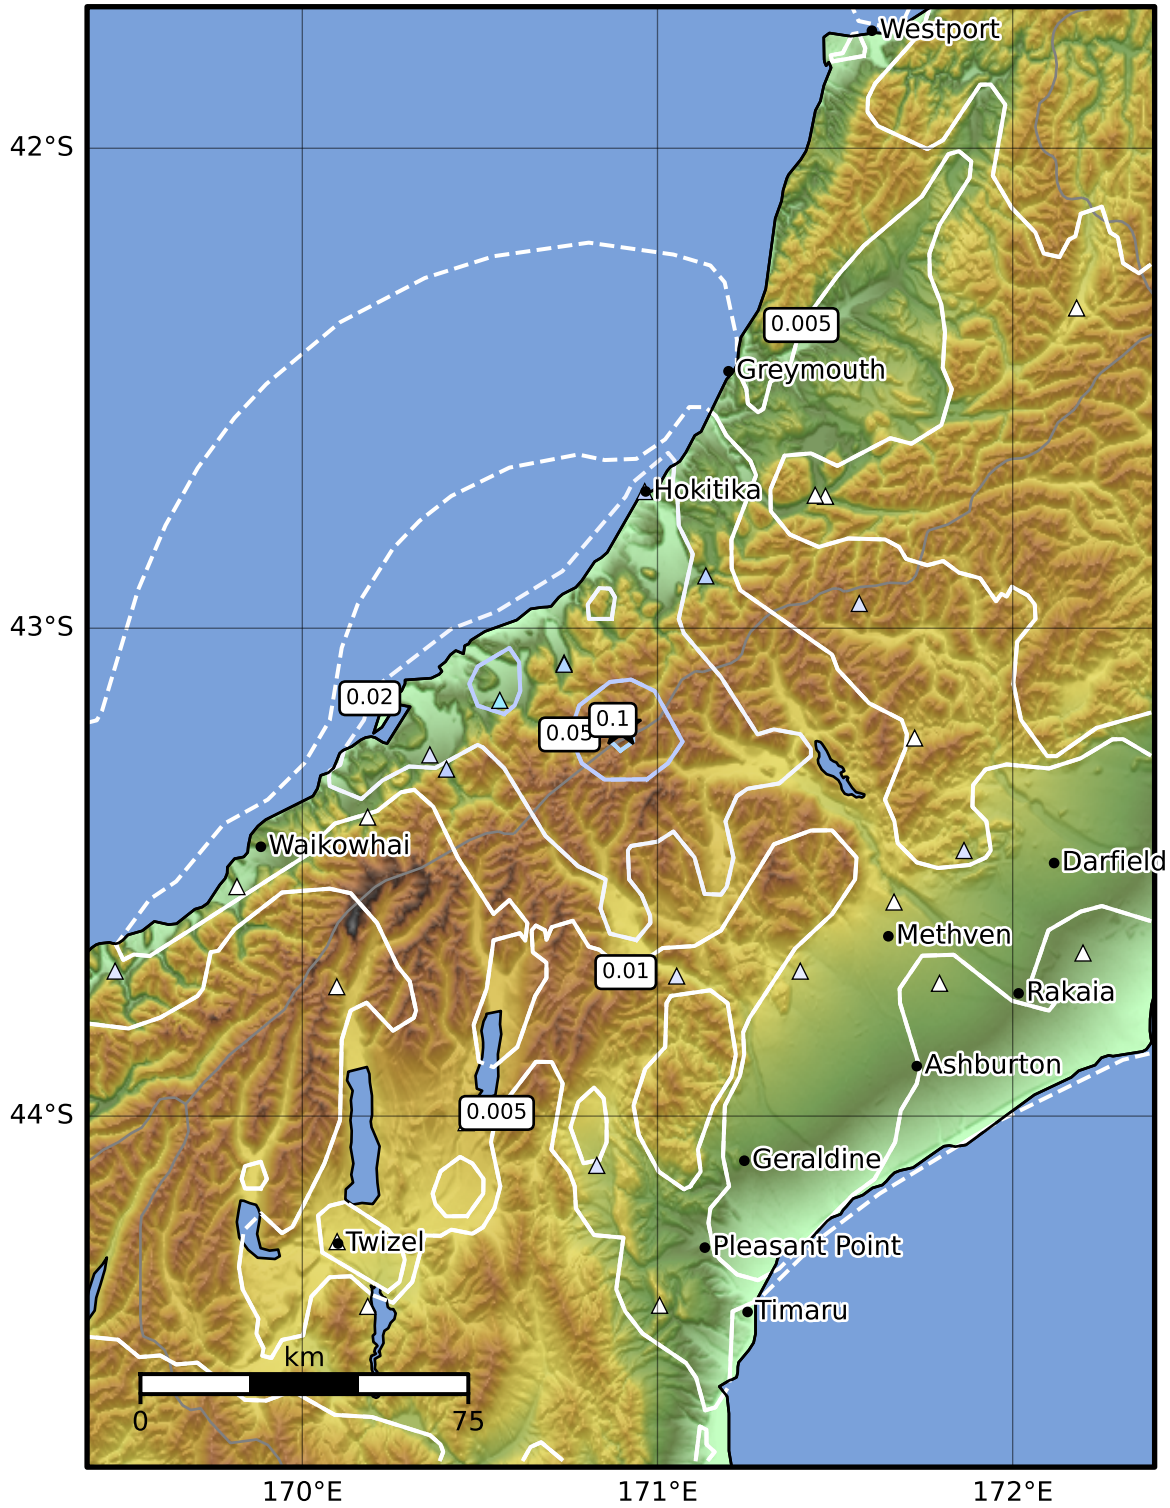 Westport
42°S
0.005
Greymouth
Hokitika
43°S
0.02
0.1
0.05
Waikowhai
Darfield
Methven
0.01
Rakaia
Ashburton
44°S
0.005
Geraldine
Twizel
Pleasant Point
Timaru
km
0 75
170°E 171°E 172°E